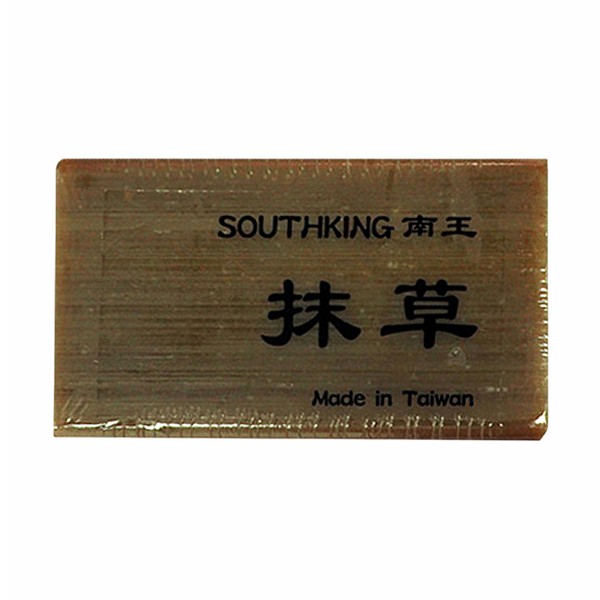 SOUTHKING 南王
抹草
Made in Taiwan